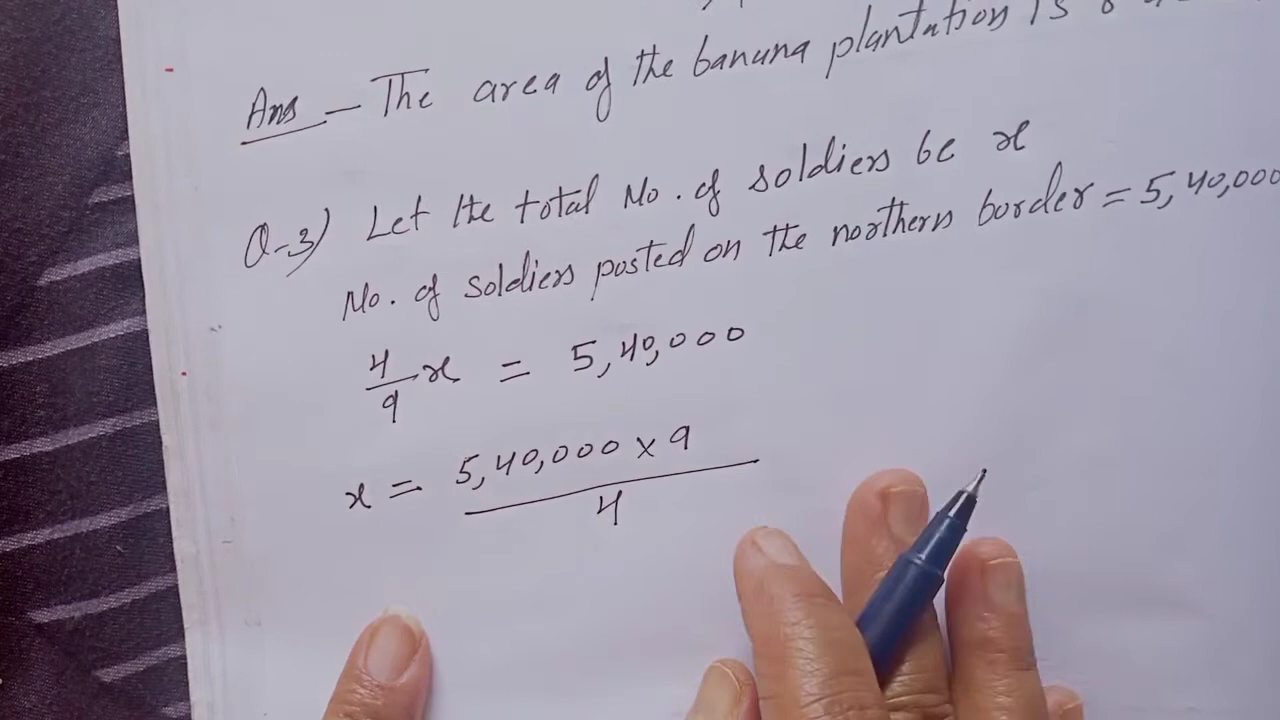 Ans - The area of the banana plantation is
Q-3) Let the total No. of soldiers be x
No. of soldiers posted on the northern border = 5,40,000
4/9 x = 5,40,000
x = 5,40,000 x 9
4